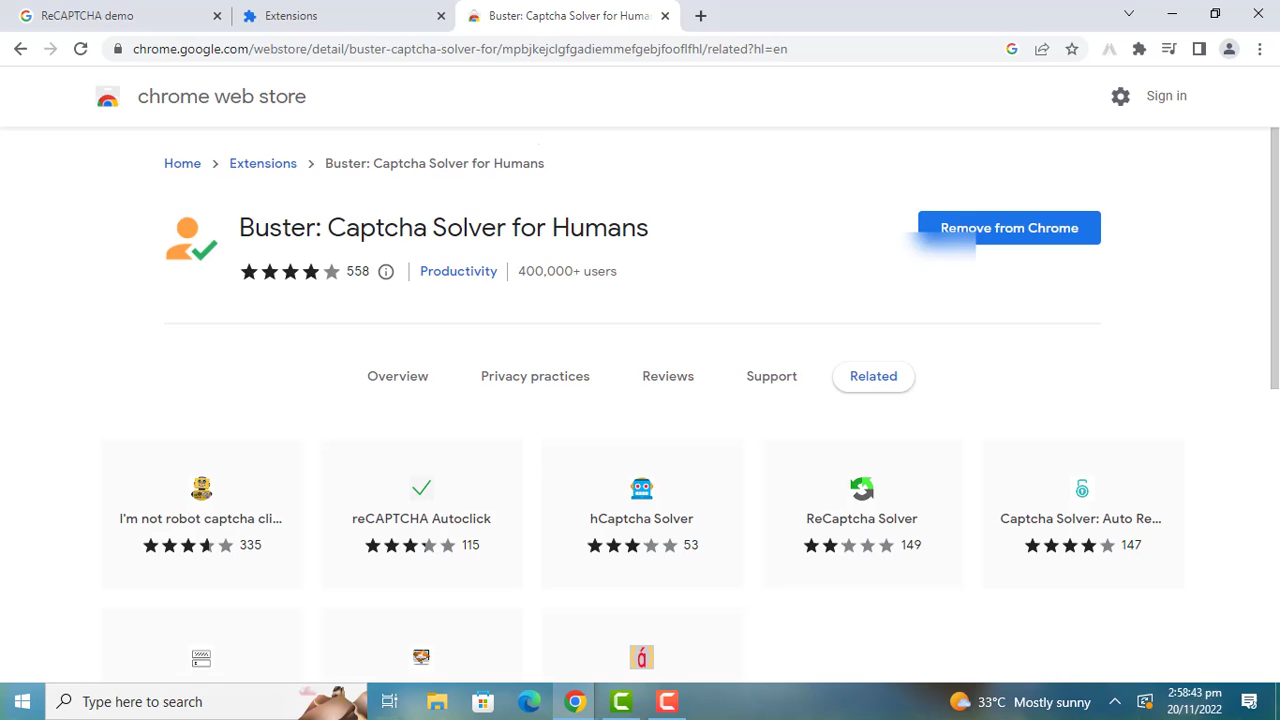 ReCAPTCHA demo
Extensions
Buster: Captcha Solver for Huma
chrome.google.com/webstore/detail/buster-captcha-solver-for/mpbjkejclgfgadiemmefgebjfooflfhl/related?hl=en
chrome web store
Sign in
Home > Extensions > Buster: Captcha Solver for Humans
Buster: Captcha Solver for Humans
Remove from Chrome
558 Productivity 400,000+ users
Overview Privacy practices Reviews Support Related
I'm not robot captcha cli... reCAPTCHA Autoclick hCaptcha Solver ReCaptcha Solver Captcha Solver: Auto Re...
335 115 53 149 147
á
Type here to search
33°C Mostly sunny
2:58:43 pm
20/11/2022